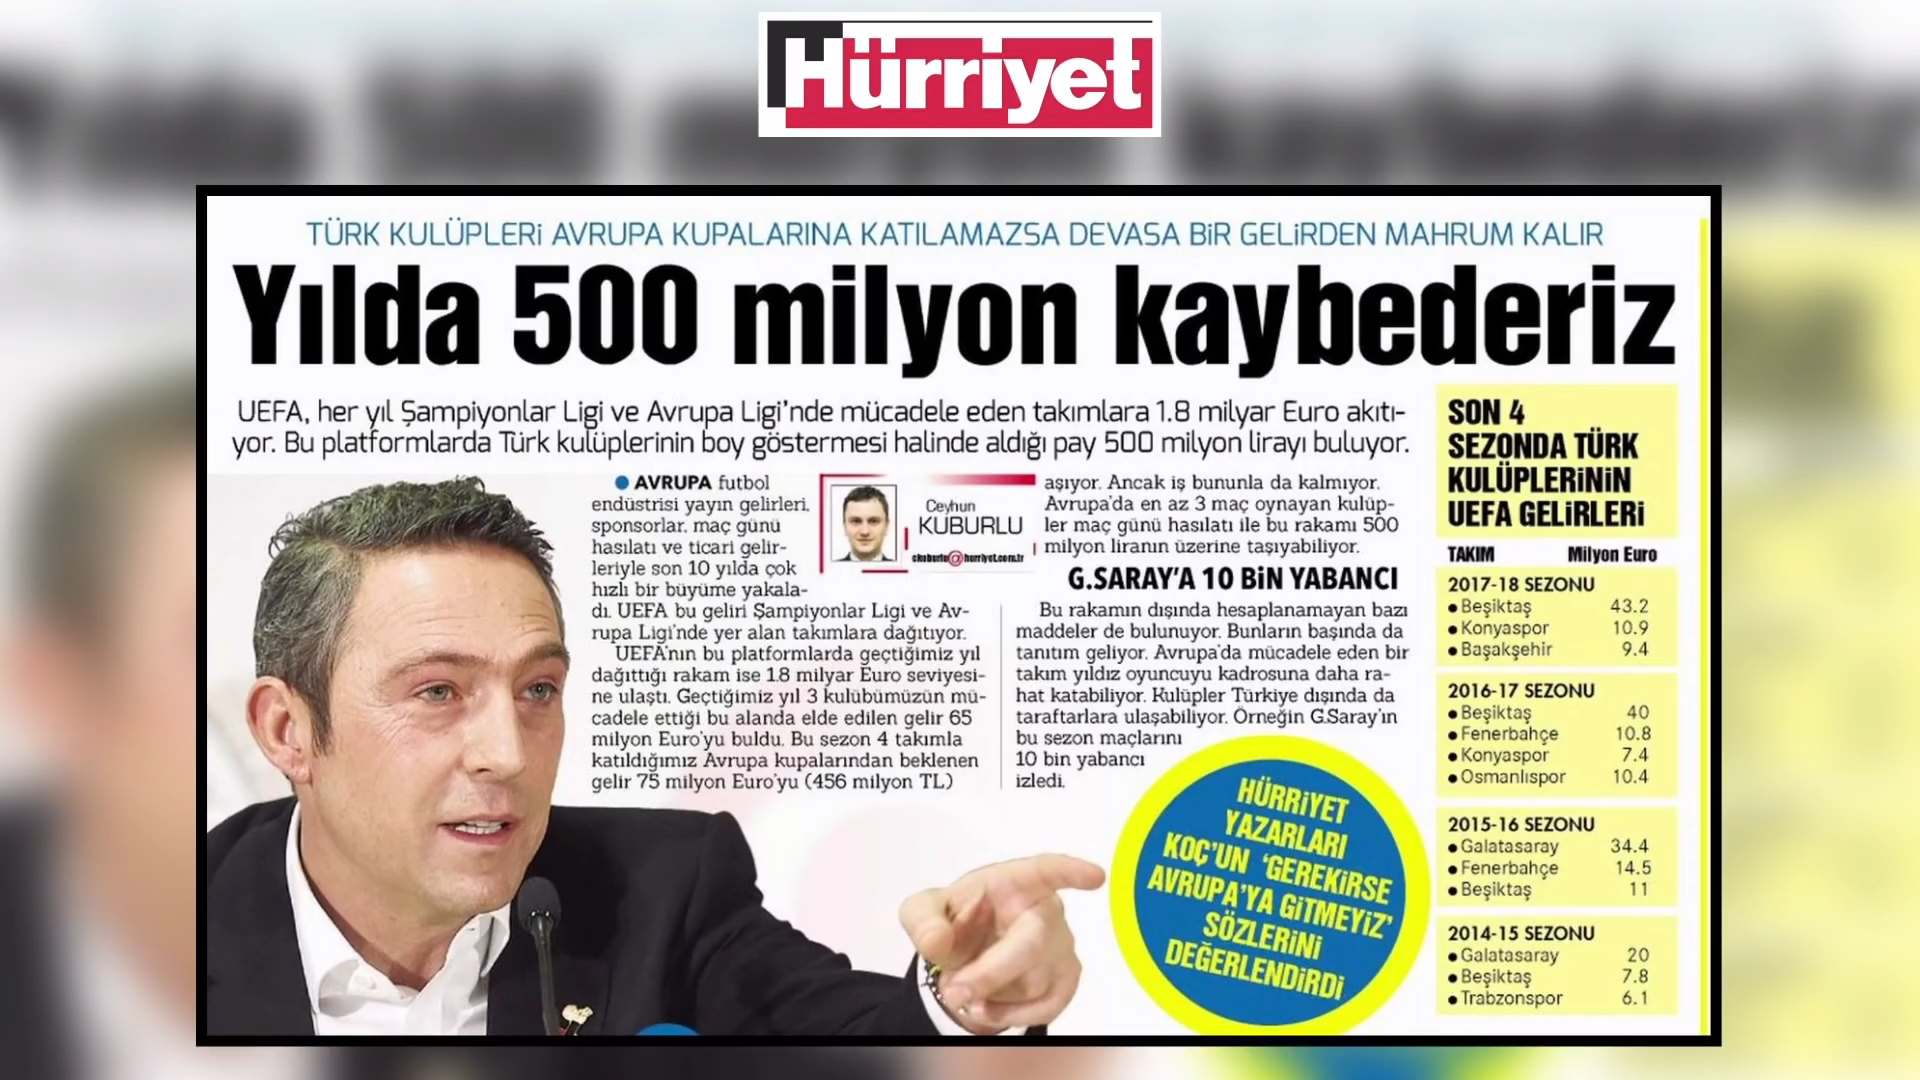 Hürriyet
TÜRK KULÜPLERİ AVRUPA KUPALARINA KATILAMAZSA DEVASA BİR GELİRDEN MAHRUM KALIR
Yılda 500 milyon kaybederiz
UEFA, her yıl Şampiyonlar Ligi ve Avrupa Ligi'nde mücadele eden takımlara 1.8 milyar Euro akıtı-
yor. Bu platformlarda Türk kulüplerinin boy göstermesi halinde aldığı pay 500 milyon lirayı buluyor.
● AVRUPA futbol
endüstrisi yayın gelirleri,
sponsorlar, maç günü
hasılatı ve ticari gelir-
leriyle son 10 yılda çok
hızlı bir büyüme yakala-
dı. UEFA bu geliri Şampiyonlar Ligi ve Av-
rupa Ligi'nde yer alan takımlara dağıtıyor.
UEFA'nın bu platformlarda geçtiğimiz yıl
dağıttığı rakam ise 1.8 milyar Euro seviyesi-
ne ulaştı. Geçtiğimiz yıl 3 kulübümüzün mü-
cadele ettiği bu alanda elde edilen gelir 65
milyon Euro'yu buldu. Bu sezon 4 takımla
katıldığımız Avrupa kupalarından beklenen
gelir 75 milyon Euro'yu (456 milyon TL)
Ceyhun
KUBURLU
ckuburlu@hurriyet.com.tr
aşıyor. Ancak iş bununla da kalmıyor.
Avrupa'da en az 3 maç oynayan kulüp-
ler maç günü hasılatı ile bu rakamı 500
milyon liranın üzerine taşıyabiliyor.
G.SARAY'A 10 BİN YABANCI
Bu rakamın dışında hesaplanamayan bazı
maddeler de bulunuyor. Bunların başında da
tanıtım geliyor. Avrupa'da mücadele eden bir
takım yıldız oyuncuyu kadrosuna daha ra-
hat katabiliyor. Kulüpler Türkiye dışında da
taraftarlara ulaşabiliyor. Örneğin G.Saray'ın
bu sezon maçlarını
10 bin yabancı
izledi.
HÜRRİYET
YAZARLARI
KOÇ'UN 'GEREKİRSE
AVRUPA'YA GİTMEYİZ'
SÖZLERİNİ
DEĞERLENDİRDİ
SON 4
SEZONDA TÜRK
KULÜPLERİNİN
UEFA GELİRLERİ
TAKIM Milyon Euro
2017-18 SEZONU
● Beşiktaş 43.2
● Konyaspor 10.9
● Başakşehir 9.4
2016-17 SEZONU
● Beşiktaş 40
● Fenerbahçe 10.8
● Konyaspor 7.4
● Osmanlıspor 10.4
2015-16 SEZONU
● Galatasaray 34.4
● Fenerbahçe 14.5
● Beşiktaş 11
2014-15 SEZONU
● Galatasaray 20
● Beşiktaş 7.8
● Trabzonspor 6.1